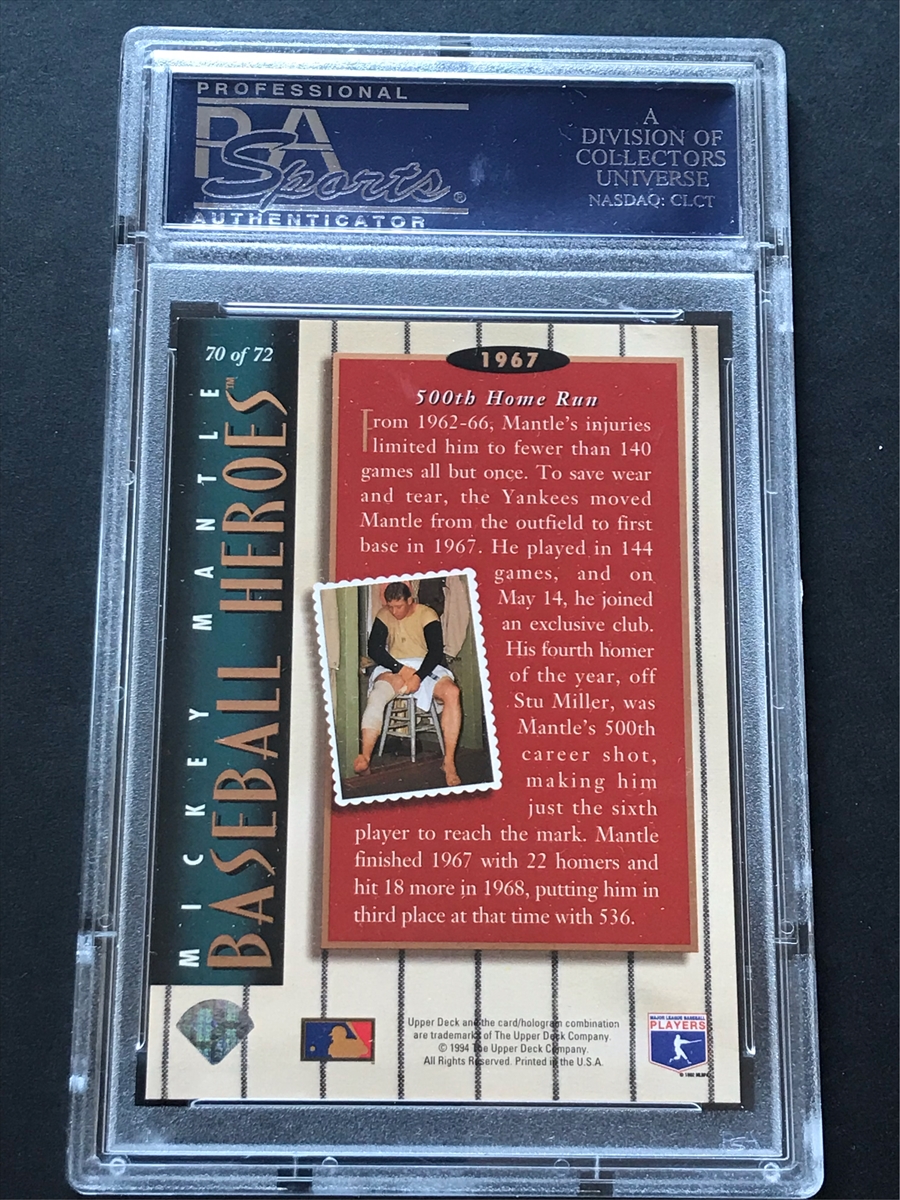 PROFESSIONAL
PSA
Sports®
AUTHENTICATOR
A
DIVISION OF
COLLECTORS
UNIVERSE
NASDAQ: CLCT
70 of 72
MICKEY MANTLE
BASEBALL HEROES™
1967
500th Home Run
From 1962-66, Mantle's injuries
limited him to fewer than 140
games all but once. To save wear
and tear, the Yankees moved
Mantle from the outfield to first
base in 1967. He played in 144
games, and on
May 14, he joined
an exclusive club.
His fourth homer
of the year, off
Stu Miller, was
Mantle's 500th
career shot,
making him
just the sixth
player to reach the mark. Mantle
finished 1967 with 22 homers and
hit 18 more in 1968, putting him in
third place at that time with 536.
Upper Deck and the card/hologram combination
are trademarks of The Upper Deck Company.
© 1994 The Upper Deck Company.
All Rights Reserved. Printed in the U.S.A.
MAJOR LEAGUE BASEBALL
PLAYERS